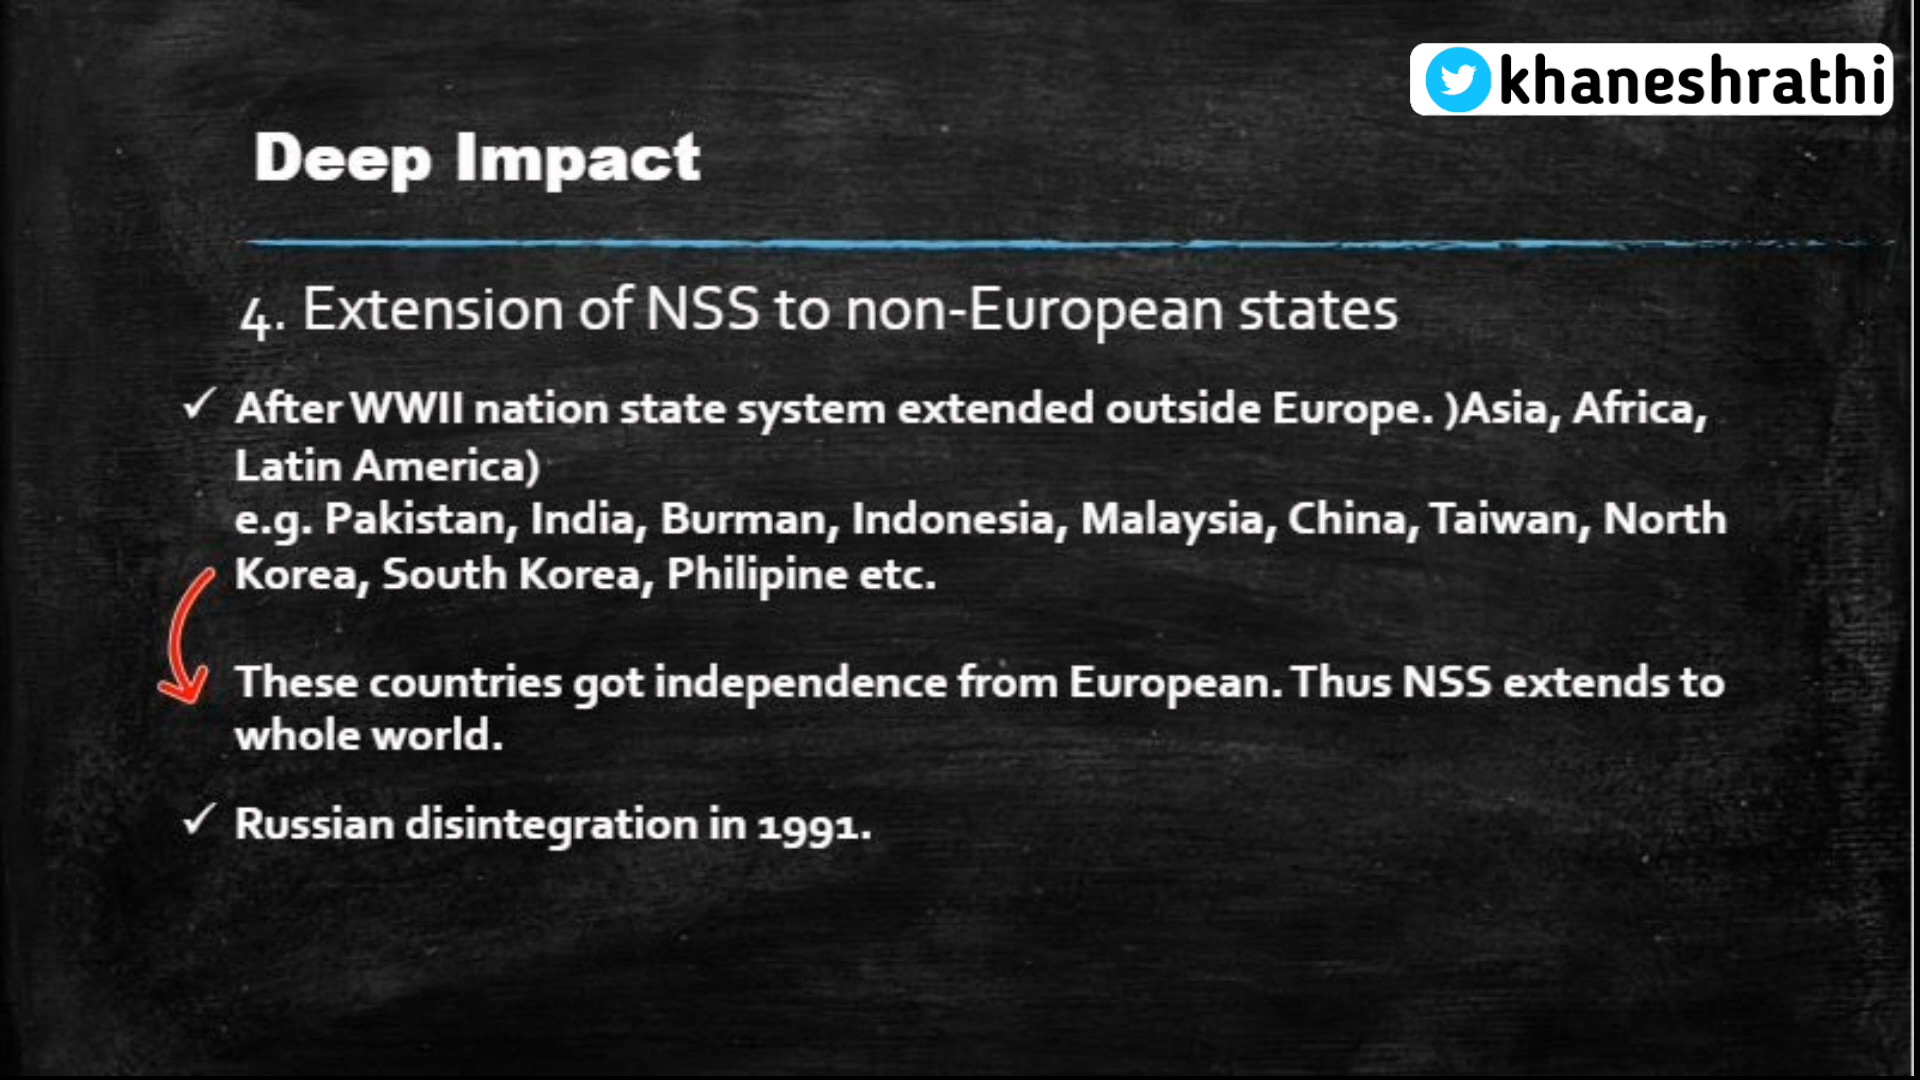 khaneshrathi
Deep Impact
4. Extension of NSS to non-European states
✓ After WWII nation state system extended outside Europe. )Asia, Africa,
Latin America)
e.g. Pakistan, India, Burman, Indonesia, Malaysia, China, Taiwan, North
Korea, South Korea, Philipine etc.
These countries got independence from European. Thus NSS extends to
whole world.
✓ Russian disintegration in 1991.